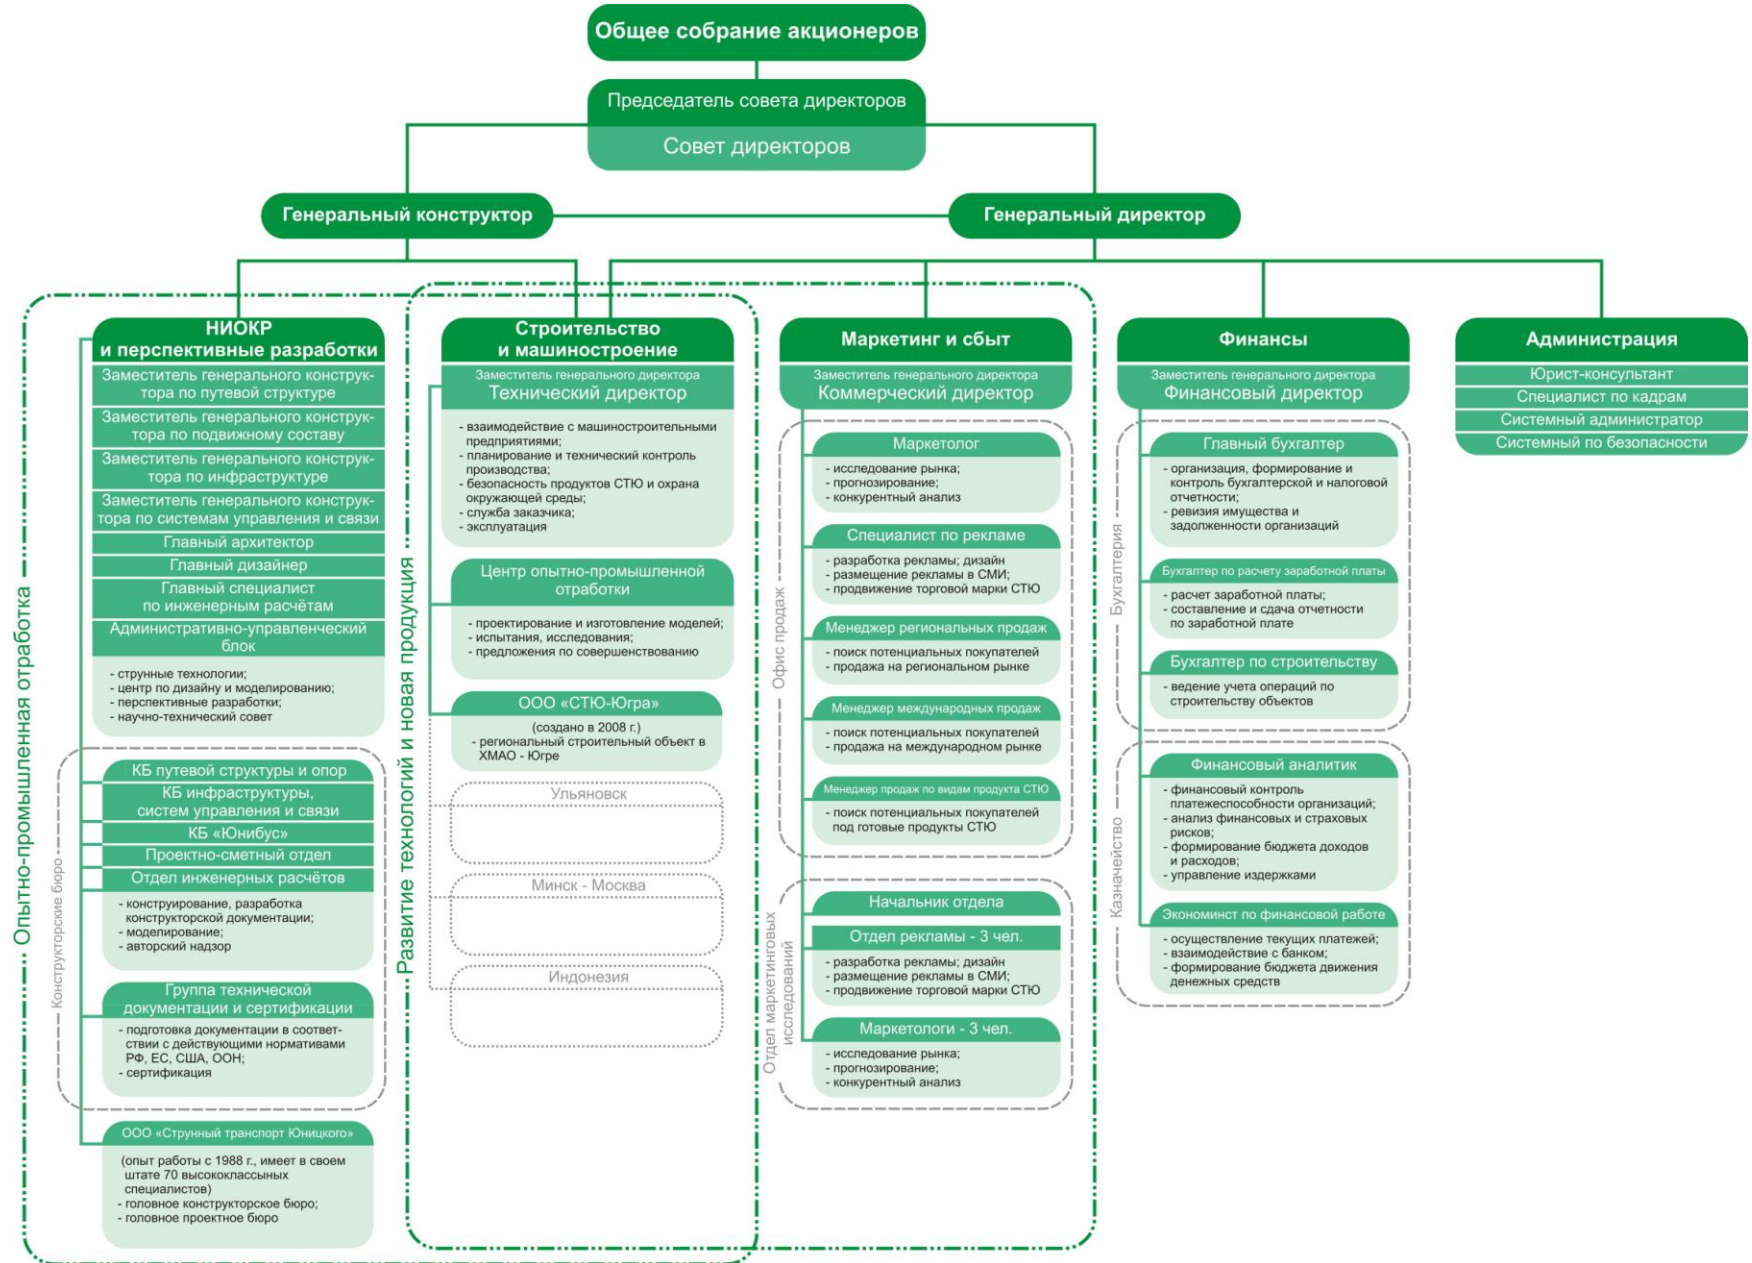 Общее собрание акционеров
Председатель совета директоров
Совет директоров
Генеральный конструктор
Генеральный директор
Опытно-промышленная отработка
НИОКР
и перспективные разработки
Заместитель генерального конструк-
тора по путевой структуре
Заместитель генерального конструк-
тора по подвижному составу
Заместитель генерального конструк-
тора по инфраструктуре
Заместитель генерального конструк-
тора по системам управления и связи
Главный архитектор
Главный дизайнер
Главный специалист
по инженерным расчётам
Административно-управленческий
блок
- струнные технологии;
- центр по дизайну и моделированию;
- перспективные разработки;
- научно-технический совет
Конструкторские бюро
КБ путевой структуры и опор
КБ инфраструктуры,
систем управления и связи
КБ «Юнибус»
Проектно-сметный отдел
Отдел инженерных расчётов
- конструирование, разработка
конструкторской документации;
- моделирование;
- авторский надзор
Группа технической
документации и сертификации
- подготовка документации в соответ-
ствии с действующими нормативами
РФ, ЕС, США, ООН;
- сертификация
ООО «Струнный транспорт Юницкого»
(опыт работы с 1988 г., имеет в своем
штате 70 высококлассыных
специалистов)
- головное конструкторское бюро;
- головное проектное бюро
Развитие технологий и новая продукция
Строительство
и машиностроение
Заместитель генерального директора
Технический директор
- взаимодействие с машиностроительными
предприятиями;
- планирование и технический контроль
производства;
- безопасность продуктов СТЮ и охрана
окружающей среды;
- служба заказчика;
- эксплуатация
Центр опытно-промышленной
отработки
- проектирование и изготовление моделей;
- испытания, исследования;
- предложения по совершенствованию
ООО «СТЮ-Югра»
(создано в 2008 г.)
- региональный строительный объект в
ХМАО - Югре
Ульяновск
Минск - Москва
Индонезия
Маркетинг и сбыт
Заместитель генерального директора
Коммерческий директор
Офис продаж
Маркетолог
- исследование рынка;
- прогнозирование;
- конкурентный анализ
Специалист по рекламе
- разработка рекламы; дизайн
- размещение рекламы в СМИ;
- продвижение торговой марки СТЮ
Менеджер региональных продаж
- поиск потенциальных покупателей
- продажа на региональном рынке
Менеджер международных продаж
- поиск потенциальных покупателей
- продажа на международном рынке
Менеджер продаж по видам продукта СТЮ
- поиск потенциальных покупателей
под готовые продукты СТЮ
Отдел маркетинговых
исследований
Начальник отдела
Отдел рекламы - 3 чел.
- разработка рекламы; дизайн
- размещение рекламы в СМИ;
- продвижение торговой марки СТЮ
Маркетологи - 3 чел.
- исследование рынка;
- прогнозирование;
- конкурентный анализ
Финансы
Заместитель генерального директора
Финансовый директор
Бухгалтерия
Главный бухгалтер
- организация, формирование и
контроль бухгалтерской и налоговой
отчетности;
- ревизия имущества и
задолженности организаций
Бухгалтер по расчету заработной платы
- расчет заработной платы;
- составление и сдача отчетности
по заработной плате
Бухгалтер по строительству
- ведение учета операций по
строительству объектов
Казначейство
Финансовый аналитик
- финансовый контроль
платежеспособности организаций;
- анализ финансовых и страховых
рисков;
- формирование бюджета доходов
и расходов;
- управление издержками
Экономинст по финансовой работе
- осуществление текущих платежей;
- взаимодействие с банком;
- формирование бюджета движения
денежных средств
Администрация
Юрист-консультант
Специалист по кадрам
Системный администратор
Системный по безопасности